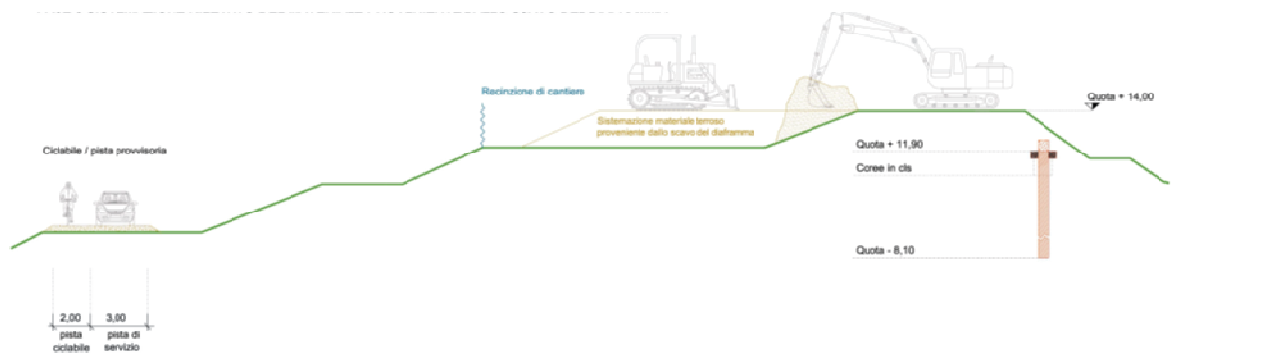 Recinzione di cantiere
Quota + 14,00
Sistemazione materiale terroso
proveniente dallo scavo del diaframma
Ciclabile / pista provvisoria
Quota + 11,90
Coree in cls
Quota - 8,10
2,00 3,00
pista pista di
ciclabile servizio